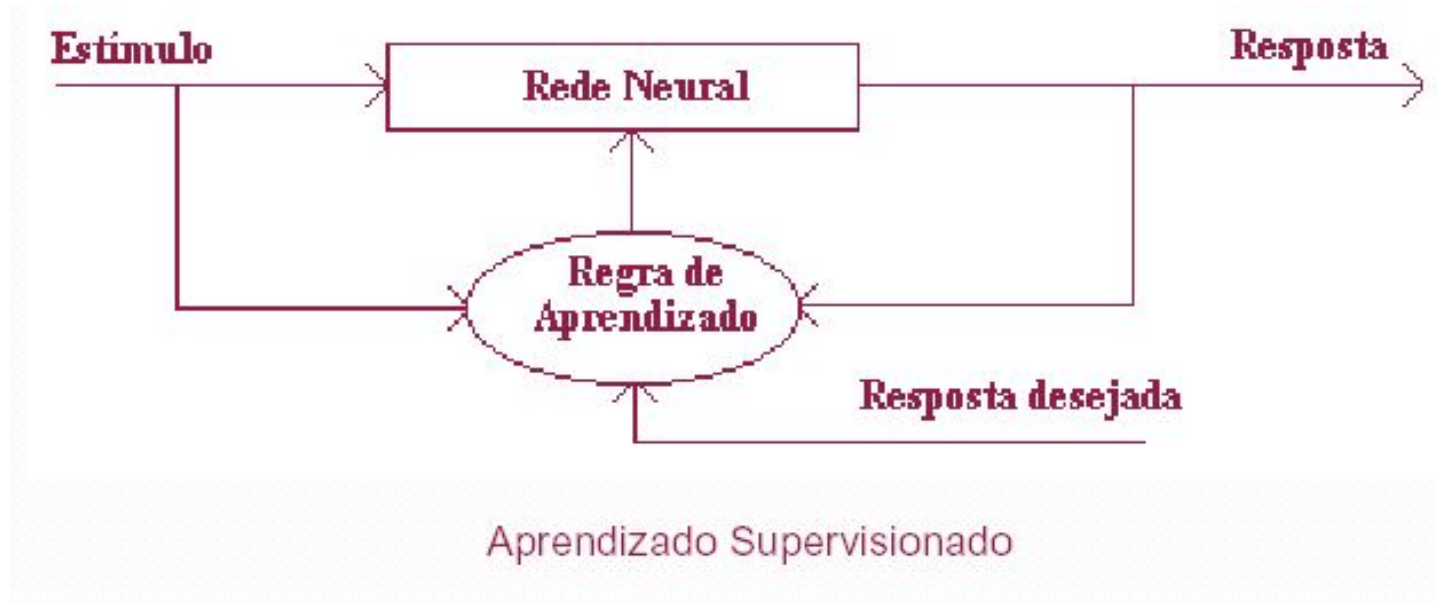 Estímulo
Resposta
Rede Neural
Regra de
Aprendizado
Resposta desejada
Aprendizado Supervisionado